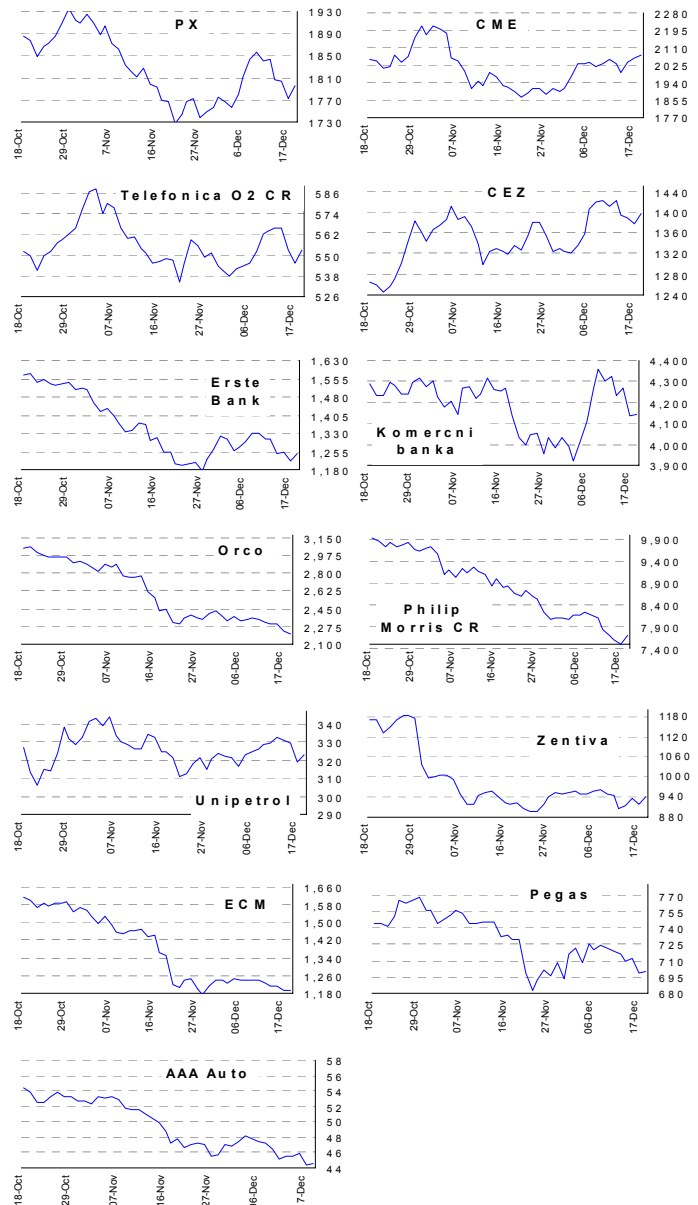 PX
1930
1890
1850
1810
1770
1730
18-Oct
29-Oct
7-Nov
16-Nov
27-Nov
6-Dec
17-Dec
CME
2280
2195
2110
2025
1940
1855
1770
18-Oct
29-Oct
07-Nov
16-Nov
27-Nov
06-Dec
17-Dec
Telefonica O2 CR
586
574
562
550
538
526
18-Oct
29-Oct
07-Nov
16-Nov
27-Nov
06-Dec
17-Dec
CEZ
1440
1400
1360
1320
1280
1240
18-Oct
29-Oct
07-Nov
16-Nov
27-Nov
06-Dec
17-Dec
Erste
Bank
1,630
1,555
1,480
1,405
1,330
1,255
1,180
18-Oct
29-Oct
07-Nov
16-Nov
27-Nov
06-Dec
17-Dec
Komercni
banka
4,400
4,300
4,200
4,100
4,000
3,900
18-Oct
29-Oct
07-Nov
16-Nov
27-Nov
06-Dec
17-Dec
Orco
3,150
2,975
2,800
2,625
2,450
2,275
2,100
18-Oct
29-Oct
07-Nov
16-Nov
27-Nov
06-Dec
17-Dec
Philip
Morris CR
9,900
9,400
8,900
8,400
7,900
7,400
18-Oct
29-Oct
07-Nov
16-Nov
27-Nov
06-Dec
17-Dec
Unipetrol
340
330
320
310
300
290
18-Oct
29-Oct
07-Nov
16-Nov
27-Nov
06-Dec
17-Dec
Zentiva
1180
1120
1060
1000
940
880
18-Oct
29-Oct
07-Nov
16-Nov
27-Nov
06-Dec
17-Dec
ECM
1,660
1,580
1,500
1,420
1,340
1,260
1,180
18-Oct
29-Oct
07-Nov
16-Nov
27-Nov
06-Dec
17-Dec
Pegas
770
755
740
725
710
695
680
18-Oct
29-Oct
07-Nov
16-Nov
27-Nov
06-Dec
17-Dec
AAA Auto
58
56
54
52
50
48
46
44
18-Oct
29-Oct
07-Nov
16-Nov
27-Nov
06-Dec
7-Dec